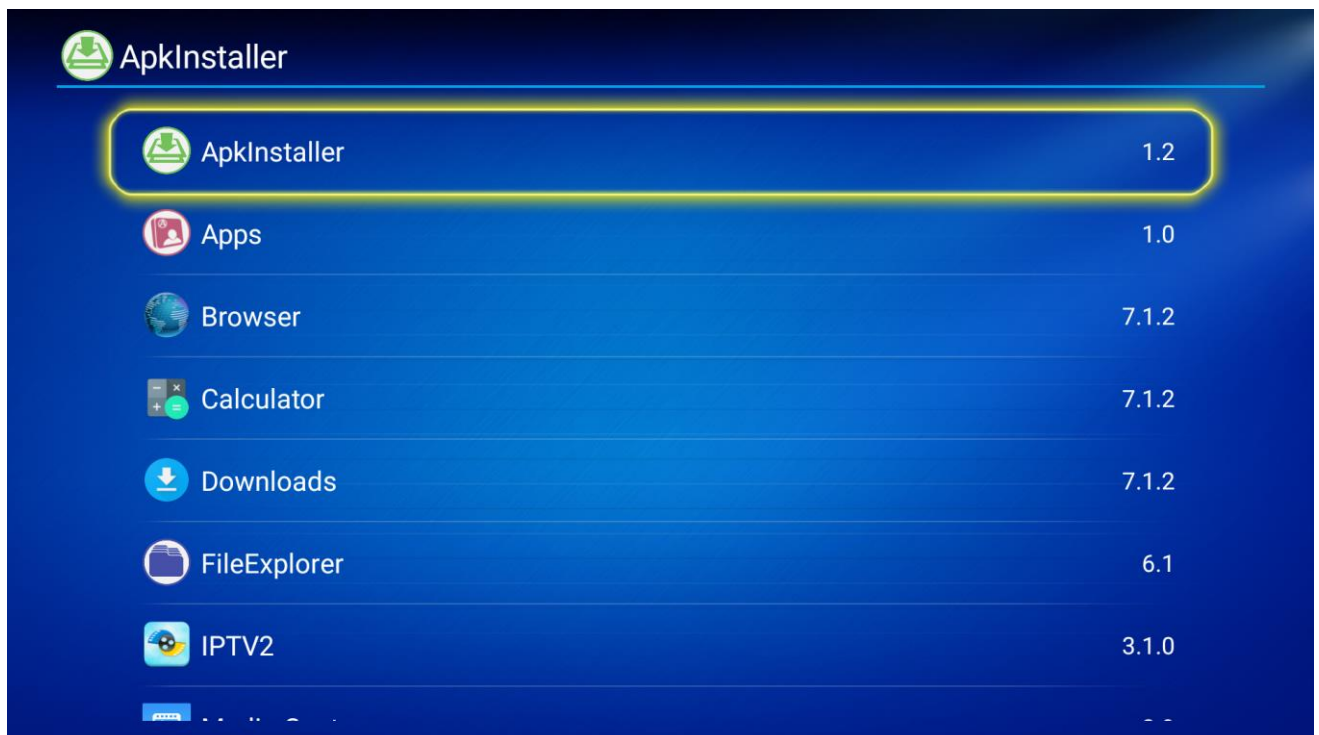 ApkInstaller
ApkInstaller 1.2
Apps 1.0
Browser 7.1.2
Calculator 7.1.2
Downloads 7.1.2
FileExplorer 6.1
IPTV2 3.1.0